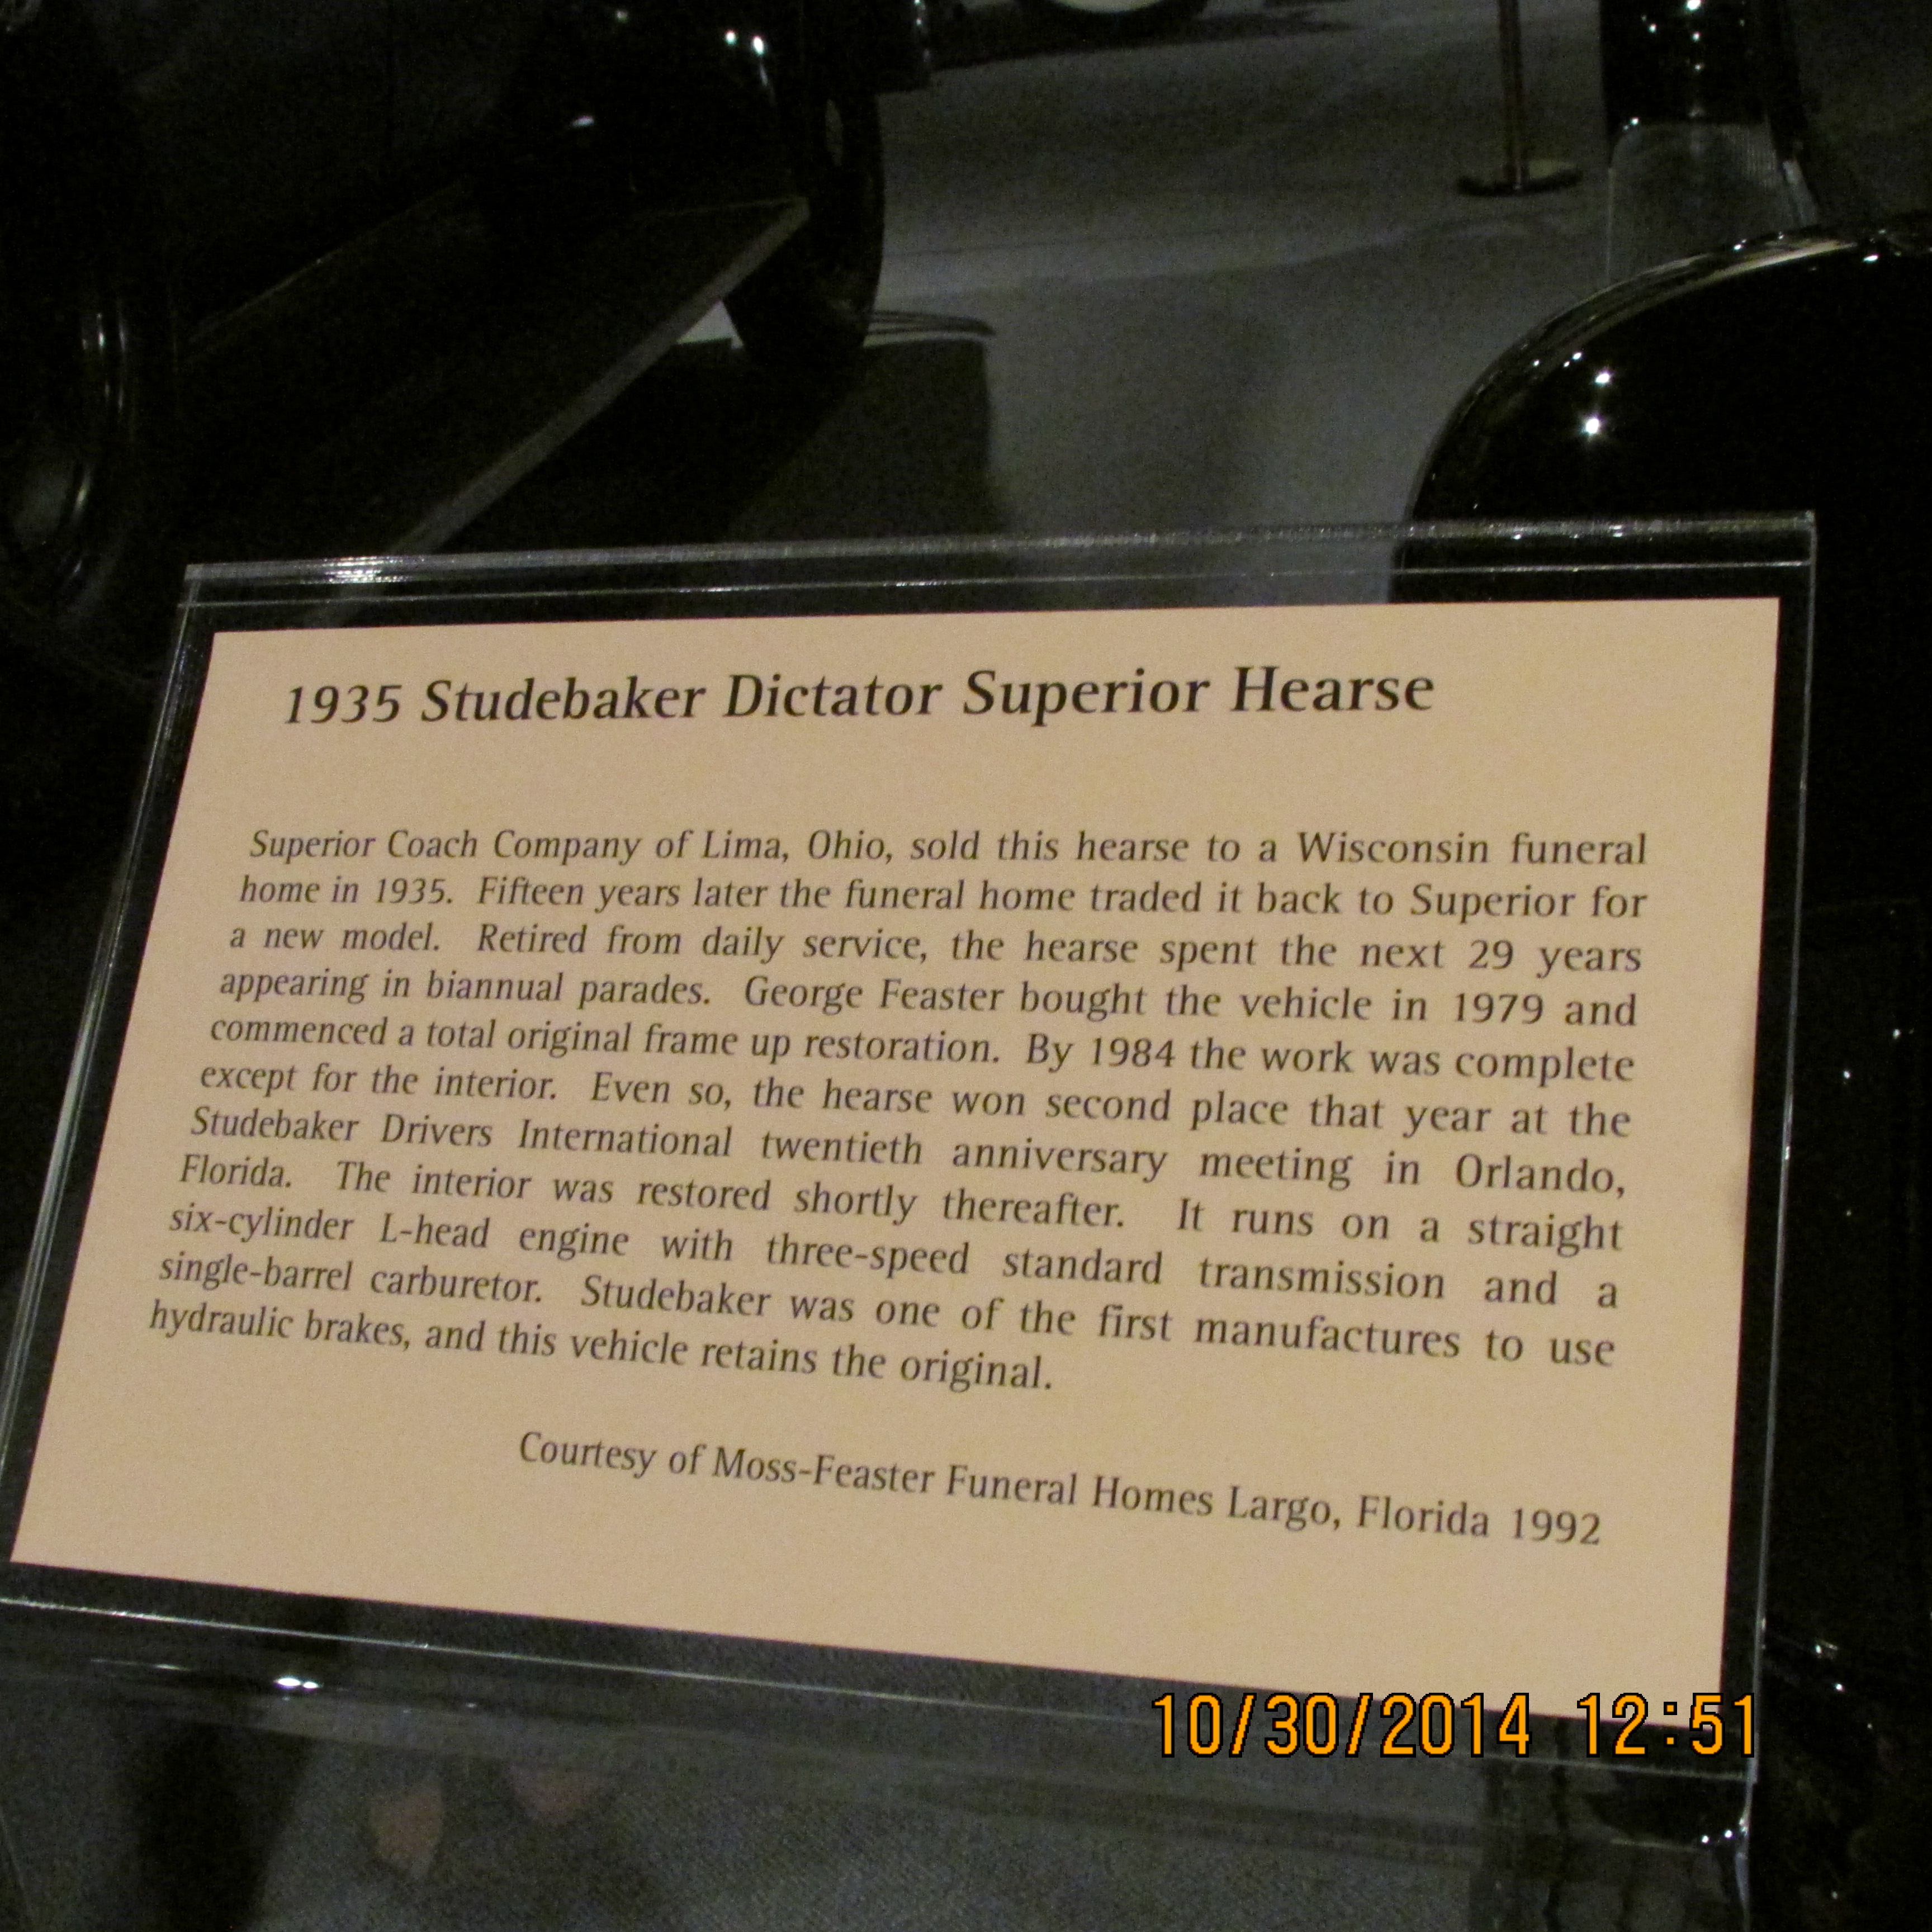 1935 Studebaker Dictator Superior Hearse
Superior Coach Company of Lima, Ohio, sold this hearse to a Wisconsin funeral
home in 1935. Fifteen years later the funeral home traded it back to Superior for
a new model. Retired from daily service, the hearse spent the next 29 years
appearing in biannual parades. George Feaster bought the vehicle in 1979 and
commenced a total original frame up restoration. By 1984 the work was complete
except for the interior. Even so, the hearse won second place that year at the
Studebaker Drivers International twentieth anniversary meeting in Orlando,
Florida. The interior was restored shortly thereafter. It runs on a straight
six-cylinder L-head engine with three-speed standard transmission and a
single-barrel carburetor. Studebaker was one of the first manufactures to use
hydraulic brakes, and this vehicle retains the original.
Courtesy of Moss-Feaster Funeral Homes Largo, Florida 1992
10/30/2014 12:51